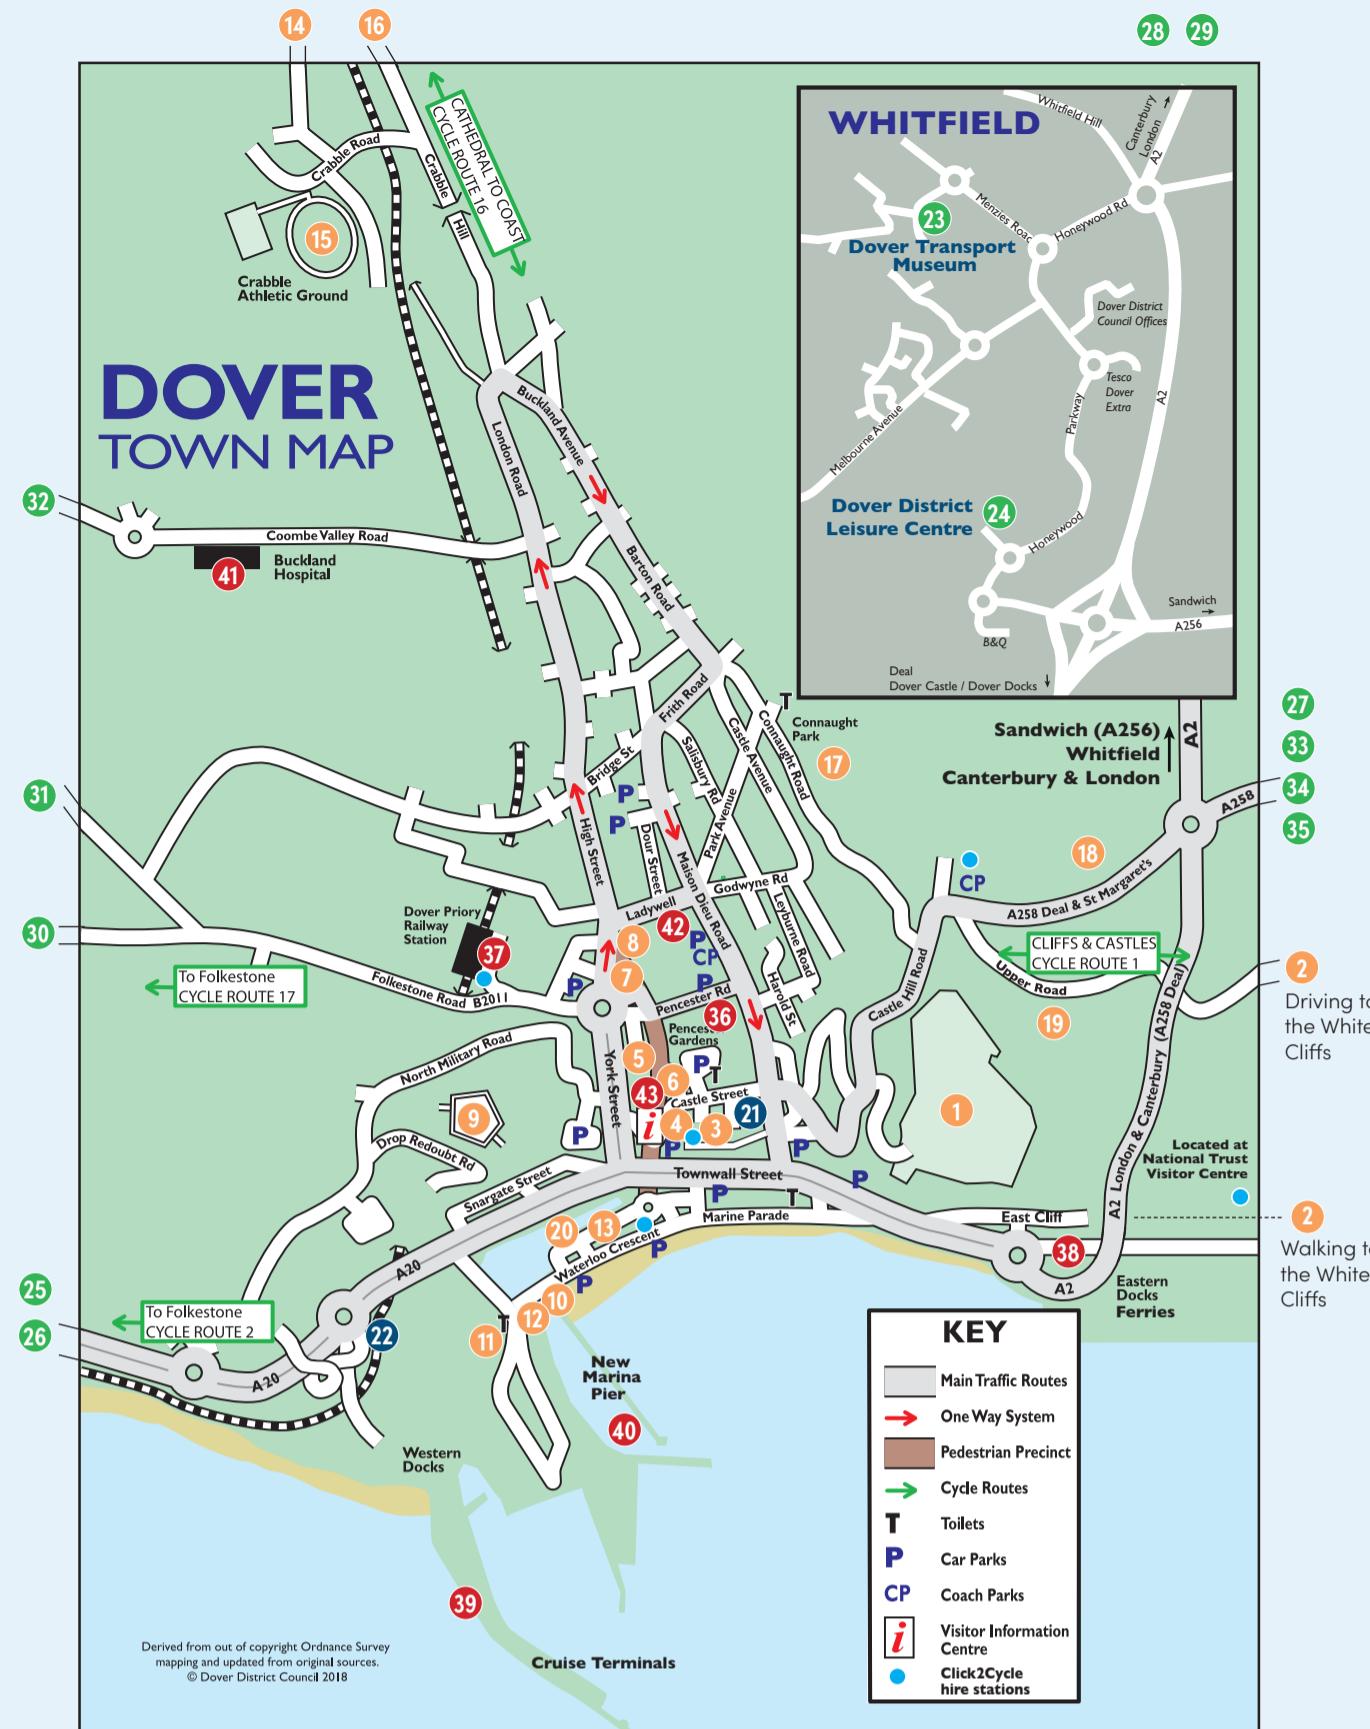 14
16
28
29
CATHEDRAL TO COAST
CYCLE ROUTE 16
Crabble Road
Crabble
Hill
15
Crabble
Athletic Ground
WHITFIELD
Whitfield Hill
Canterbury
London
A2
23
Menzies Road
Honeywood Rd
Dover Transport
Museum
Dover District
Council Offices
Tesco
Dover
Extra
A2
Parkway
Melbourne Avenue
Dover District
Leisure Centre
24
Honeywood
Sandwich
A256
B&Q
Deal
Dover Castle / Dover Docks
DOVER
TOWN MAP
Buckland Avenue
London Road
32
Coombe Valley Road
41
Buckland
Hospital
Barton Road
Frith Road
T
Connaught
Park
17
Castle Avenue
Connaught Road
Sandwich (A256)
Whitfield
Canterbury & London
A2
27
33
34
35
A258
31
Bridge St
Salisbury Rd
Park Avenue
P
P
High Street
Dour Street
Maison Dieu Road
Godwyne Rd
Leyburne Road
18
CP
A258 Deal & St Margaret's
30
Dover Priory
Railway
Station
37
Ladywell
42
8
7
P
CP
P
P
CLIFFS & CASTLES
CYCLE ROUTE 1
Upper Road
19
2
Driving to
the White
Cliffs
To Folkestone
CYCLE ROUTE 17
Folkestone Road B2011
Pencester Rd
36
Harold St
Castle Hill Road
Gardens
North Military Road
York Street
5
6
P
T
43
Castle Street
21
i
4
3
9
P
P
P
P
1
A2 London & Canterbury (A258 Deal)
Located at
National Trust
Visitor Centre
Drop Redoubt Rd
Snargate Street
Townwall Street
P
T
Marine Parade
East Cliff
2
Walking to
the White
Cliffs
20
13
Waterloo Crescent
P
P
38
A2
Eastern
Docks
Ferries
A20
25
26
To Folkestone
CYCLE ROUTE 2
22
10
12
T
11
A20
New
Marina
Pier
40
Western
Docks
39
Cruise Terminals
KEY
Main Traffic Routes
One Way System
Pedestrian Precinct
Cycle Routes
T Toilets
P Car Parks
CP Coach Parks
i Visitor Information
Centre
Click2Cycle
hire stations
Derived from out of copyright Ordnance Survey
mapping and updated from original sources.
© Dover District Council 2018